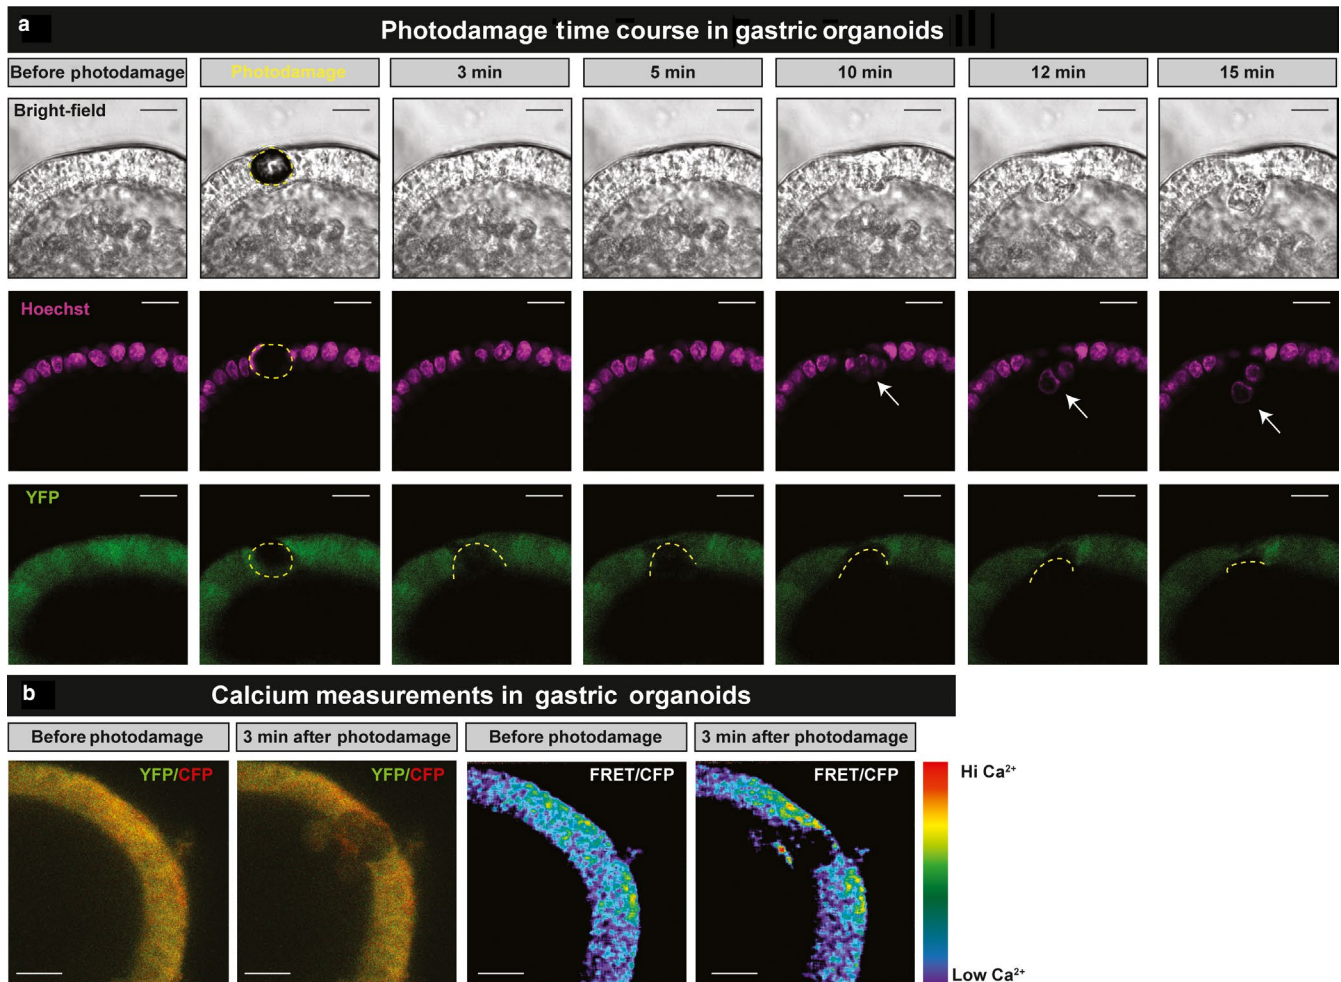 a
Photodamage time course in gastric organoids
Before photodamage
Photodamage
3 min
5 min
10 min
12 min
15 min
Bright-field
Hoechst
YFP
b
Calcium measurements in gastric organoids
Before photodamage
3 min after photodamage
Before photodamage
3 min after photodamage
YFP/CFP
YFP/CFP
FRET/CFP
FRET/CFP
Hi Ca²⁺
Low Ca²⁺